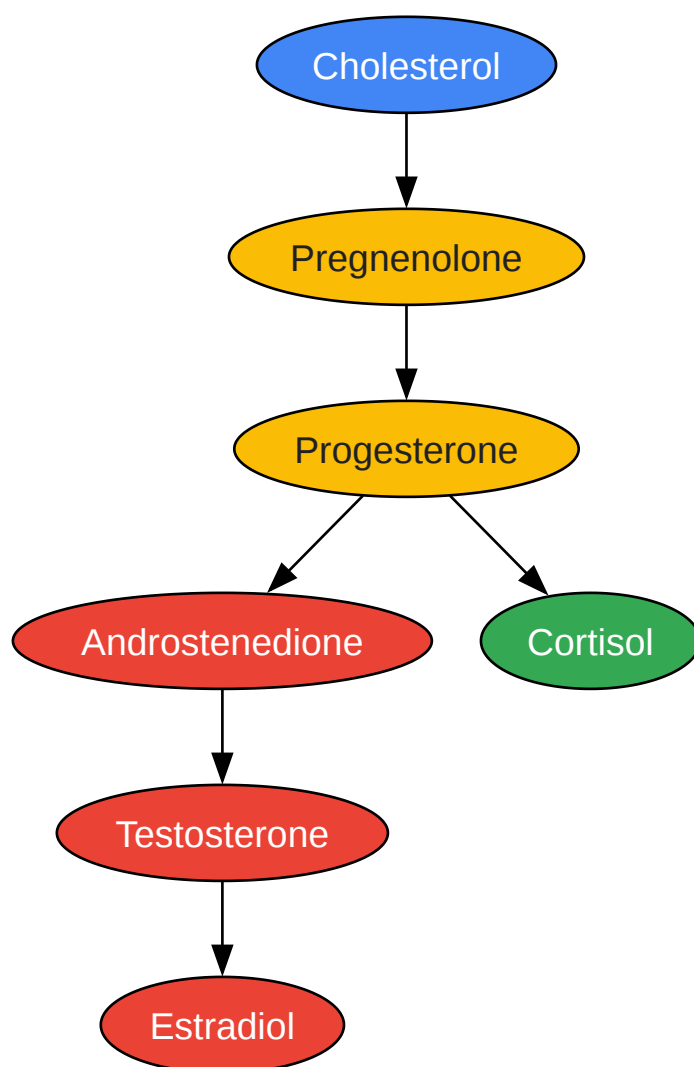 Cholesterol
Pregnenolone
Progesterone
Androstenedione
Cortisol
Testosterone
Estradiol